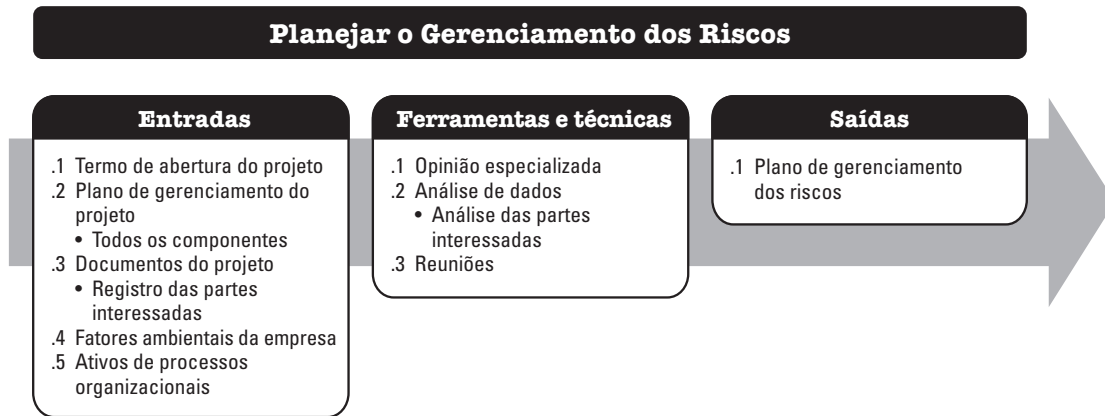 Planejar o Gerenciamento dos Riscos
Entradas
.1 Termo de abertura do projeto
.2 Plano de gerenciamento do
projeto
• Todos os componentes
.3 Documentos do projeto
• Registro das partes
interessadas
.4 Fatores ambientais da empresa
.5 Ativos de processos
organizacionais
Ferramentas e técnicas
.1 Opinião especializada
.2 Análise de dados
• Análise das partes
interessadas
.3 Reuniões
Saídas
.1 Plano de gerenciamento
dos riscos